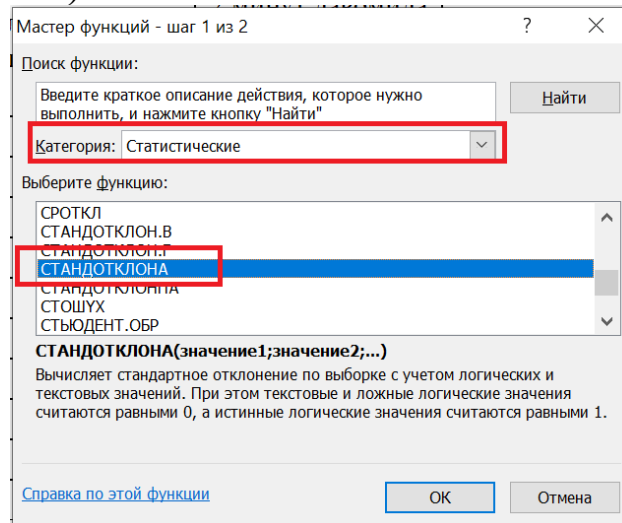 Мастер функций - шаг 1 из 2
?
Поиск функции:
Введите краткое описание действия, которое нужно
выполнить, и нажмите кнопку "Найти"
Найти
Категория: Статистические
Выберите функцию:
СРОТКЛ
СТАНДОТКЛОН.В
СТАНДОТКЛОН.Г
СТАНДОТКЛОНА
СТАНДОТКЛОНПА
СТОШYX
СТЬЮДЕНТ.ОБР
СТАНДОТКЛОНА(значение1;значение2;...)
Вычисляет стандартное отклонение по выборке с учетом логических и
текстовых значений. При этом текстовые и ложные логические значения
считаются равными 0, а истинные логические значения считаются равными 1.
Справка по этой функции
ОК
Отмена